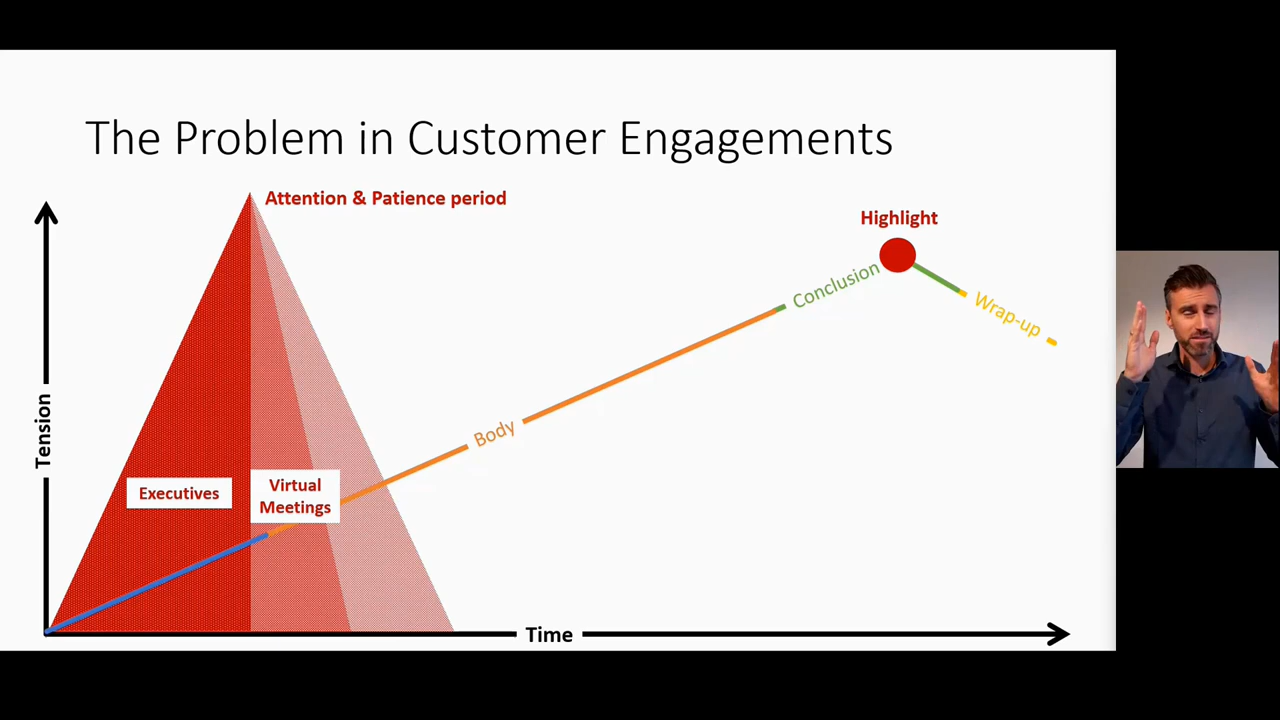 The Problem in Customer Engagements
Attention & Patience period
Highlight
Conclusion
Wrap-up
Tension
Body
Executives
Virtual
Meetings
Time